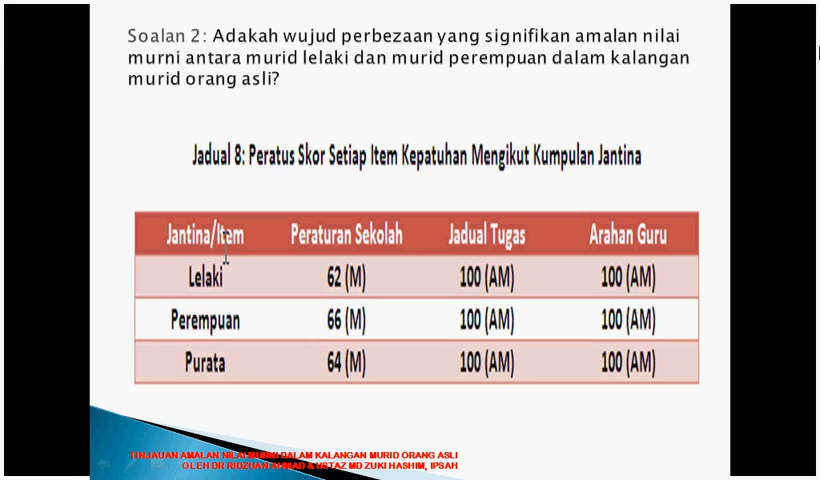 Soalan 2: Adakah wujud perbezaan yang signifikan amalan nilai
murni antara murid lelaki dan murid perempuan dalam kalangan
murid orang asli?
Jadual 8: Peratus Skor Setiap Item Kepatuhan Mengikut Kumpulan Jantina
Jantina/Item Peraturan Sekolah Jadual Tugas Arahan Guru
Lelaki 62 (M) 100 (AM) 100 (AM)
Perempuan 66 (M) 100 (AM) 100 (AM)
Purata 64 (M) 100 (AM) 100 (AM)
TINJAUAN AMALAN NILAI MURNI DALAM KALANGAN MURID ORANG ASLI
OLEH DR RIDZUAN AHMAD & USTAZ MD ZUKI HASHIM, IPSAH